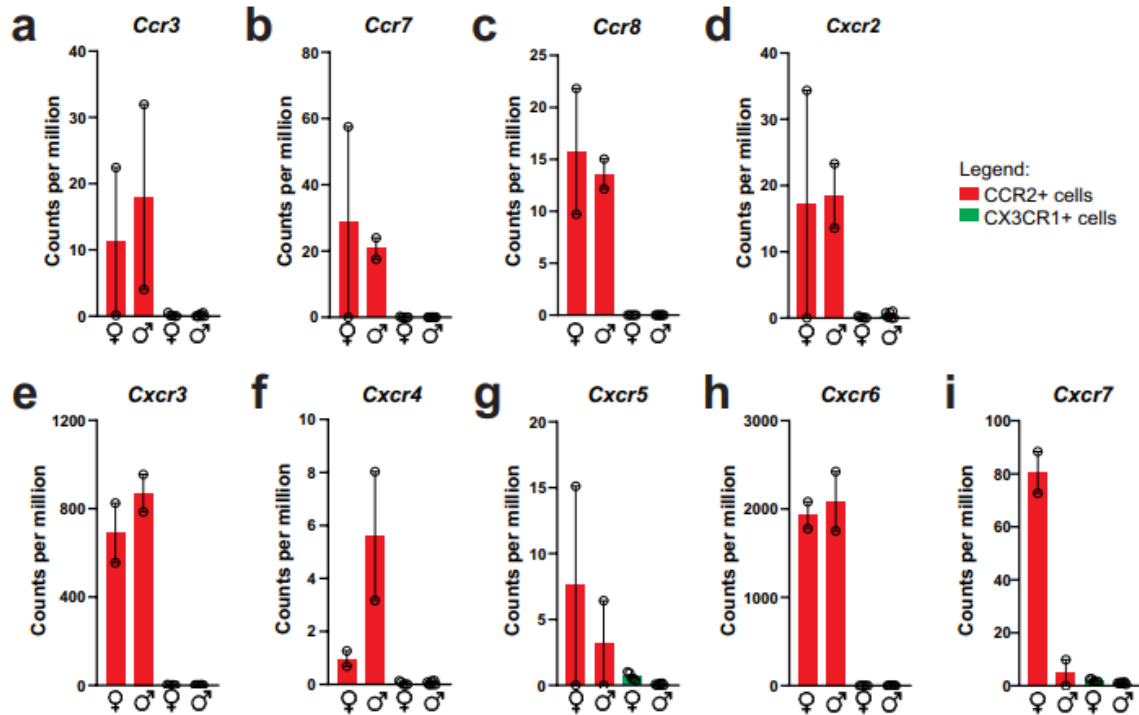 a Ccr3
Counts per million
40
30
20
10
0
♀ ♂ ♀ ♂
b Ccr7
Counts per million
80
60
40
20
0
♀ ♂ ♀ ♂
c Ccr8
Counts per million
25
20
15
10
5
0
♀ ♂ ♀ ♂
d Cxcr2
Counts per million
40
30
20
10
0
♀ ♂ ♀ ♂
Legend:
CCR2+ cells
CX3CR1+ cells
e Cxcr3
Counts per million
1200
800
400
0
♀ ♂ ♀ ♂
f Cxcr4
Counts per million
10
8
6
4
2
0
♀ ♂ ♀ ♂
g Cxcr5
Counts per million
20
15
10
5
0
♀ ♂ ♀ ♂
h Cxcr6
Counts per million
3000
2000
1000
0
♀ ♂ ♀ ♂
i Cxcr7
Counts per million
100
80
60
40
20
0
♀ ♂ ♀ ♂